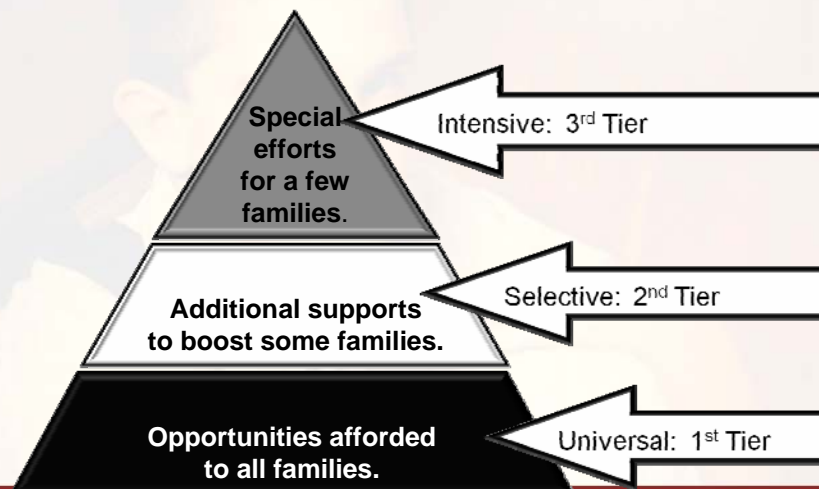 Special
efforts
for a few
families.
Intensive: 3rd Tier
Additional supports
to boost some families.
Selective: 2nd Tier
Opportunities afforded
to all families.
Universal: 1st Tier